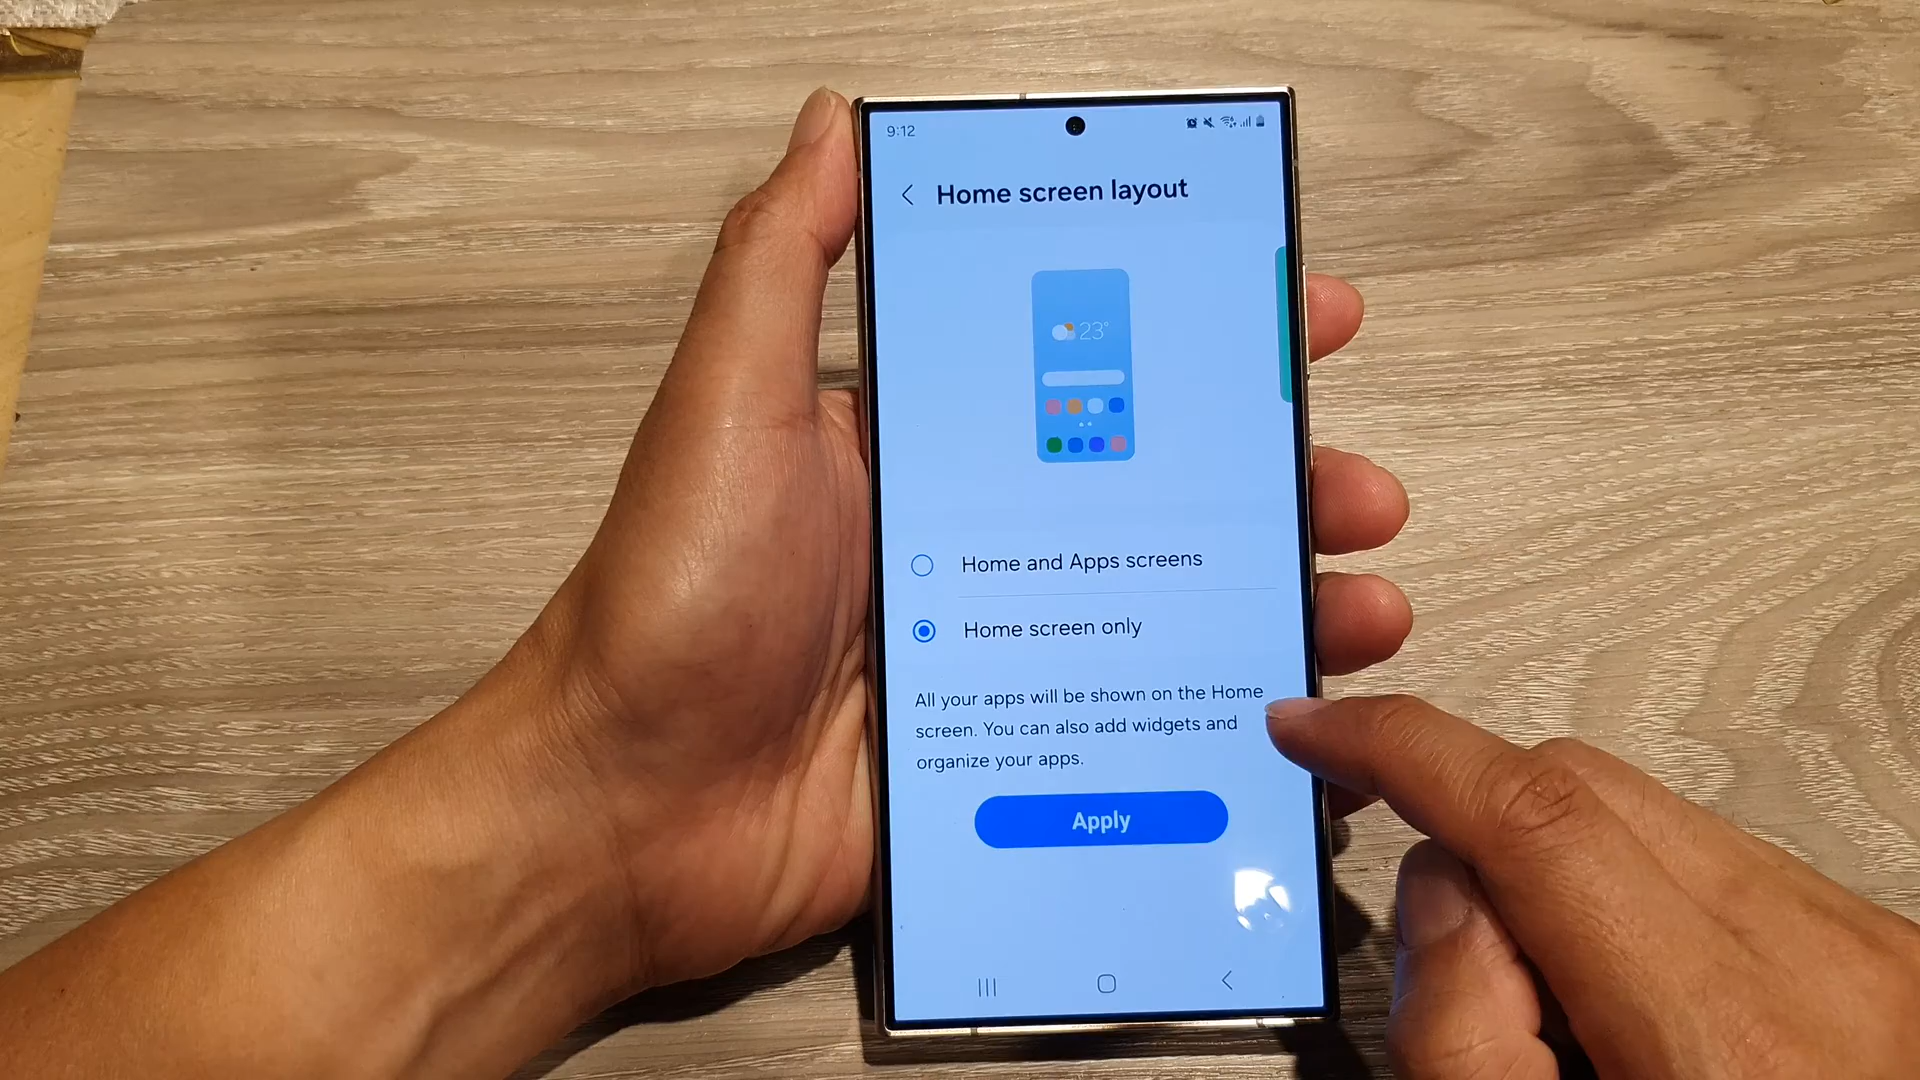 9:12
Home screen layout
23°
Home and Apps screens
Home screen only
All your apps will be shown on the Home
screen. You can also add widgets and
organize your apps.
Apply